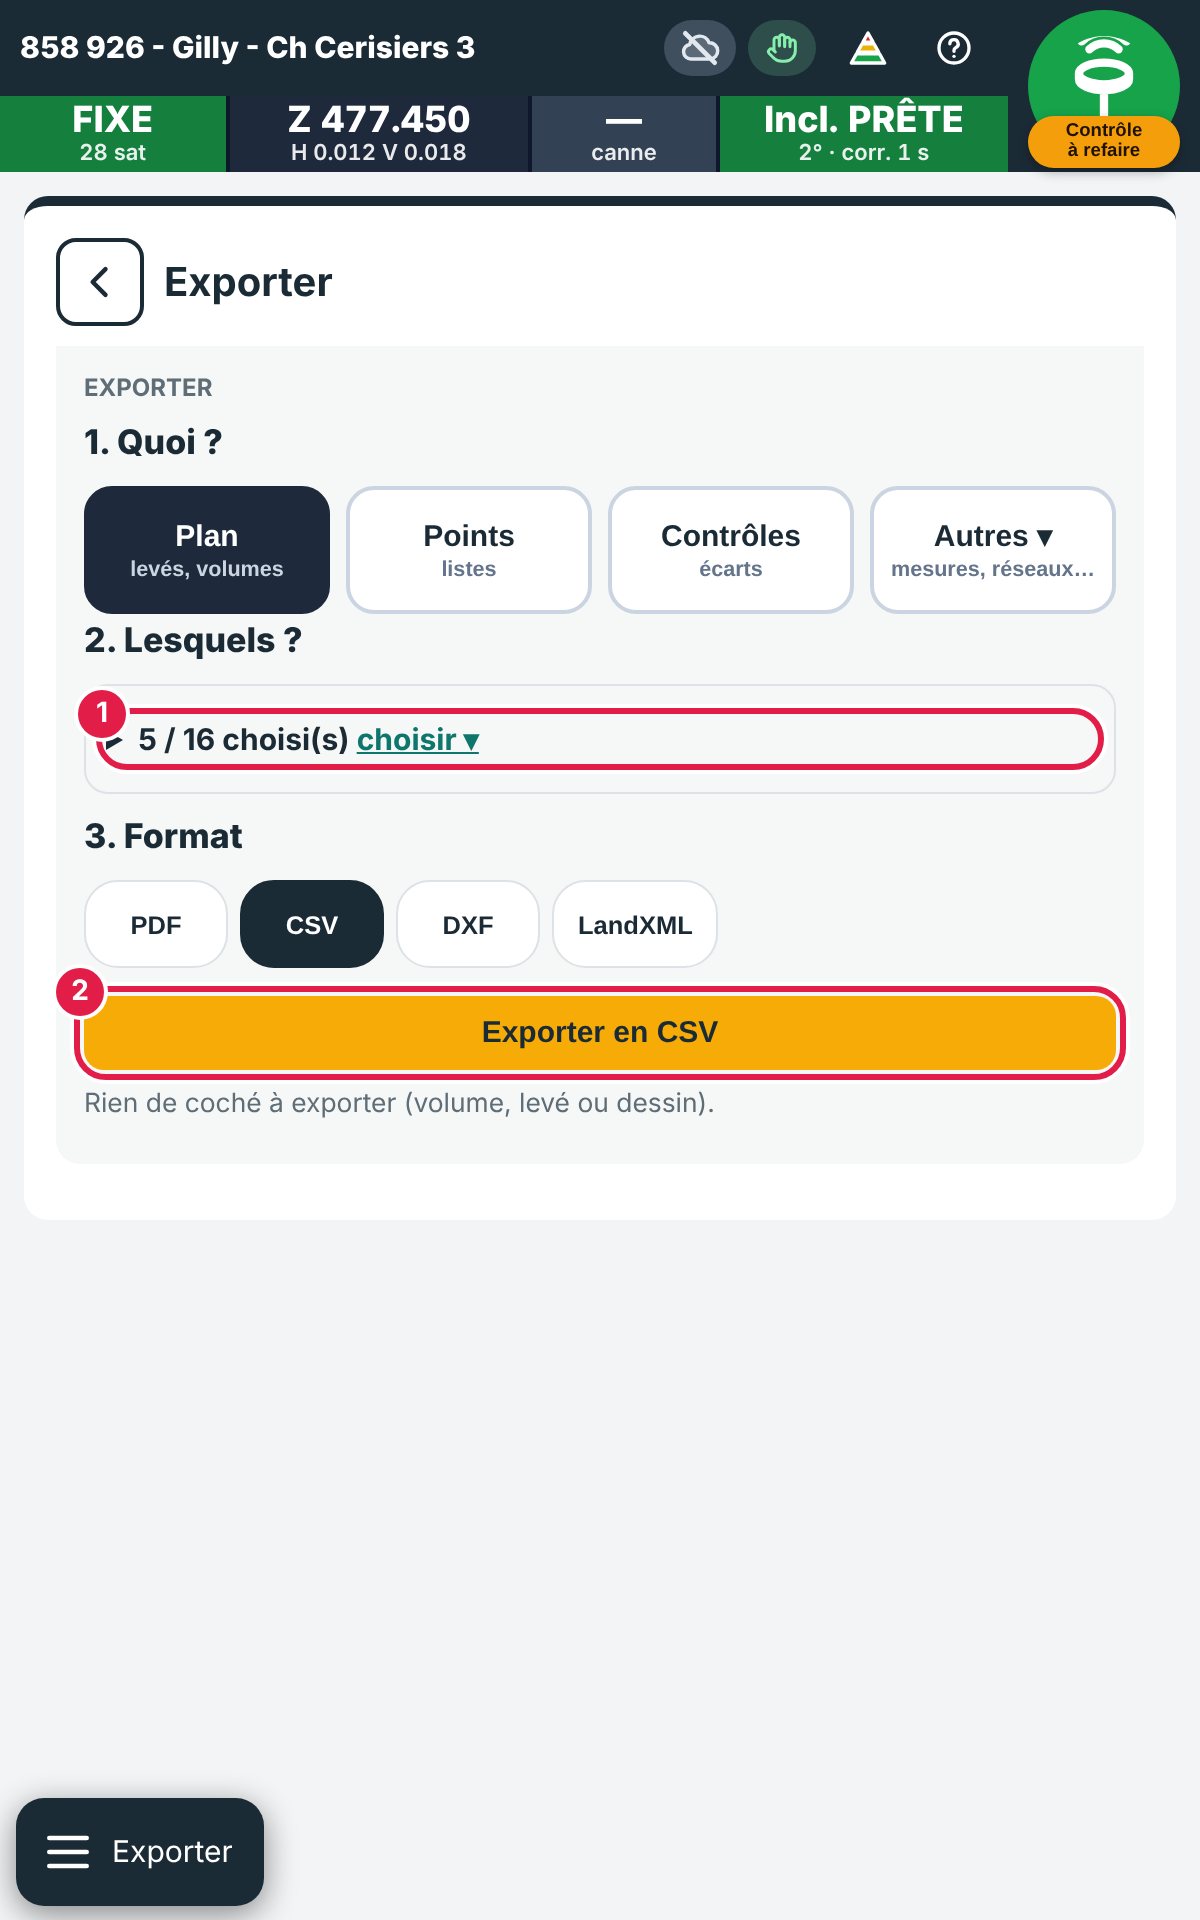 858 926 - Gilly - Ch Cerisiers 3
FIXE
28 sat
Z 477.450
H 0.012 V 0.018
—
canne
Incl. PRÊTE
2° · corr. 1 s
Contrôle
à refaire
Exporter
EXPORTER
1. Quoi ?
Plan
levés, volumes
Points
listes
Contrôles
écarts
Autres ▾
mesures, réseaux...
2. Lesquels ?
1
5 / 16 choisi(s) choisir ▾
3. Format
PDF
CSV
DXF
LandXML
2
Exporter en CSV
Rien de coché à exporter (volume, levé ou dessin).
Exporter